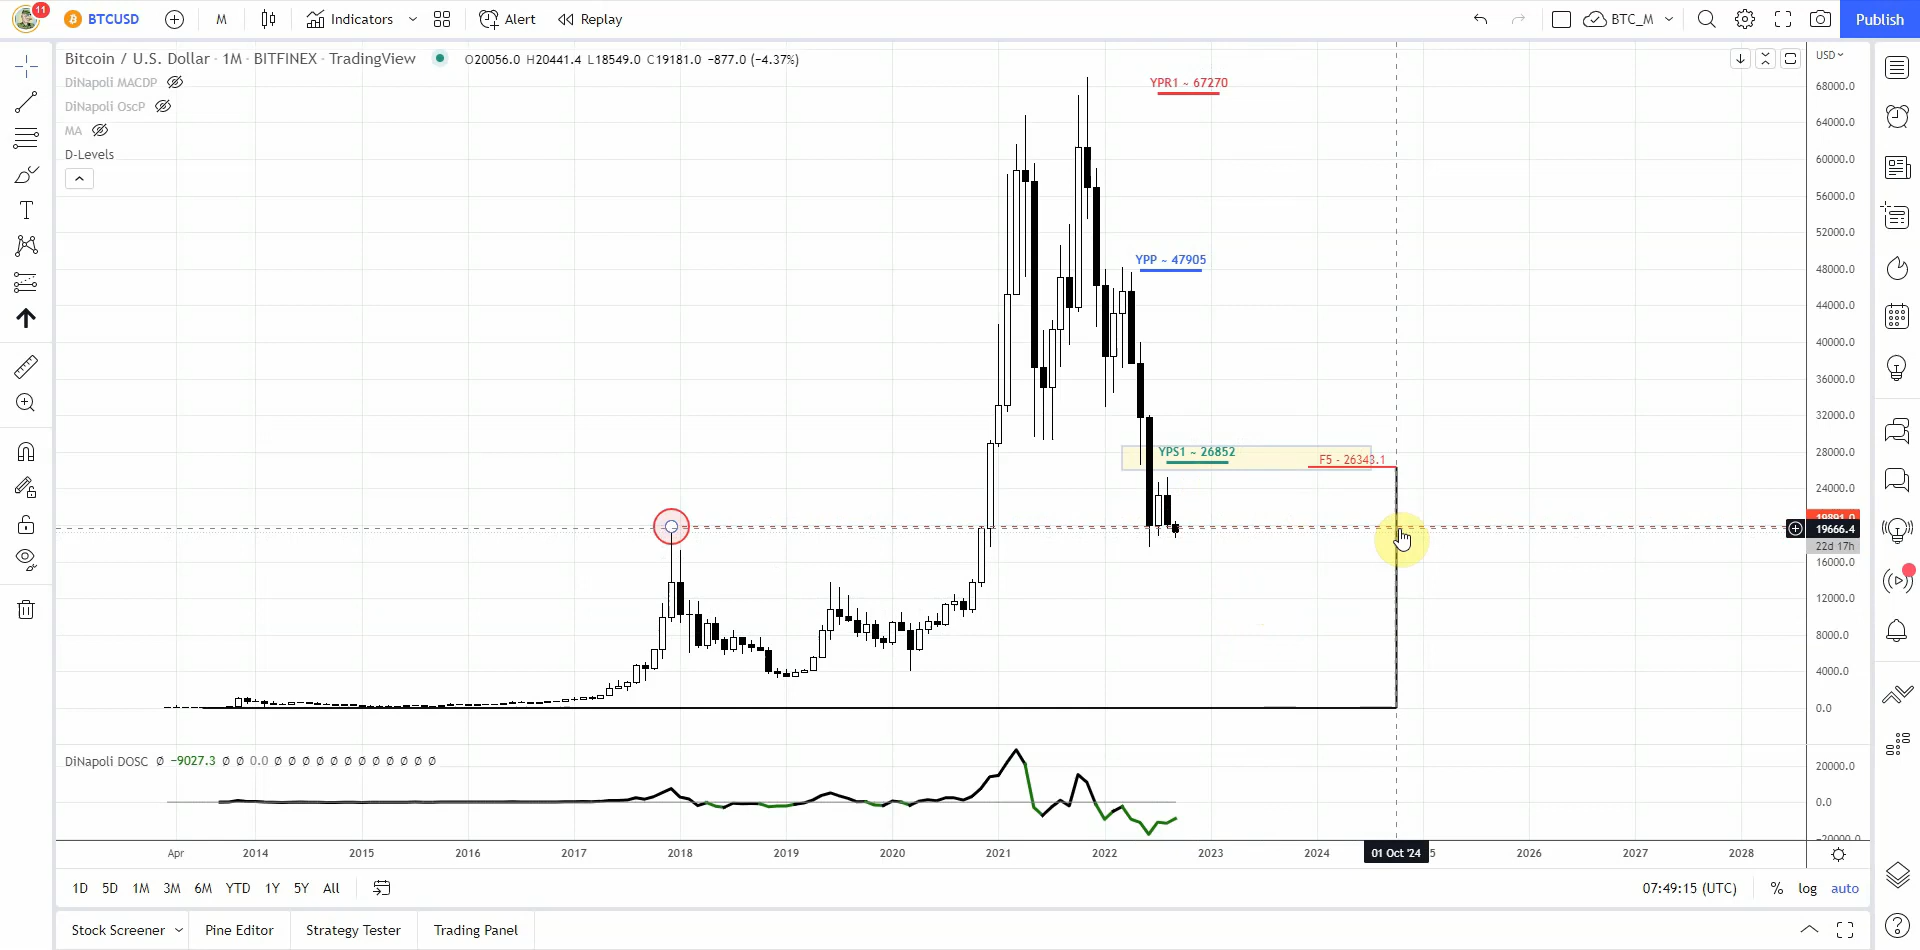 11
BTCUSD
M
Indicators
Alert
Replay
BTC_M
Publish
Bitcoin / U.S. Dollar · 1M · BITFINEX · TradingView
O20056.0 H20441.4 L18549.0 C19181.0 −877.0 (−4.37%)
USD
DiNapoli MACDP
DiNapoli OscP
MA
D-Levels
YPR1 ~ 67270
YPP ~ 47905
YPS1 ~ 26852
F5 - 26343.1
68000.0
64000.0
60000.0
56000.0
52000.0
48000.0
44000.0
40000.0
36000.0
32000.0
28000.0
24000.0
19666.4
22d 17h
16000.0
12000.0
8000.0
4000.0
0.0
DiNapoli DOSC Ø −9027.3 Ø Ø 0.0 Ø Ø Ø Ø Ø Ø Ø Ø Ø Ø Ø Ø
20000.0
0.0
−20000.0
Apr 2014 2015 2016 2017 2018 2019 2020 2021 2022 2023 2024 01 Oct '24 5 2026 2027 2028
1D 5D 1M 3M 6M YTD 1Y 5Y All
07:49:15 (UTC) % log auto
Stock Screener Pine Editor Strategy Tester Trading Panel